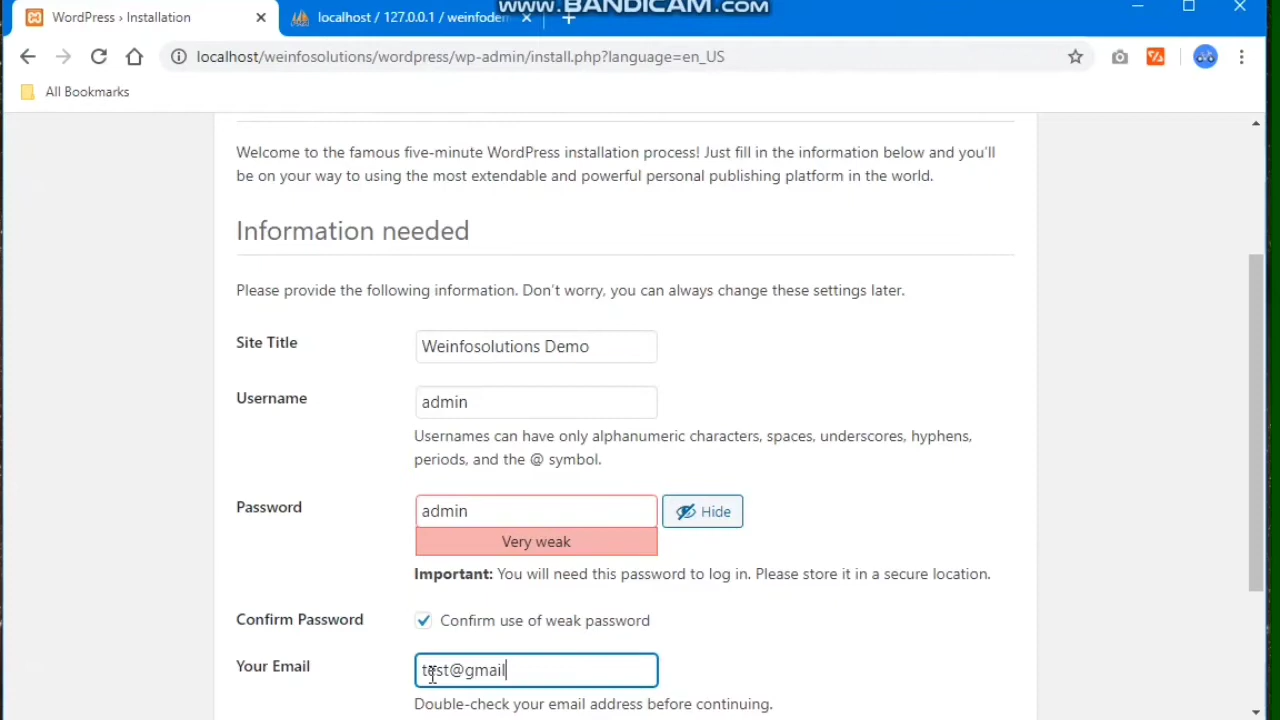 www.BANDICAM.com
WordPress › Installation
localhost / 127.0.0.1 / weinfoder
localhost/weinfosolutions/wordpress/wp-admin/install.php?language=en_US
All Bookmarks
Welcome to the famous five-minute WordPress installation process! Just fill in the information below and you'll
be on your way to using the most extendable and powerful personal publishing platform in the world.
Information needed
Please provide the following information. Don't worry, you can always change these settings later.
Site Title
Weinfosolutions Demo
Username
admin
Usernames can have only alphanumeric characters, spaces, underscores, hyphens,
periods, and the @ symbol.
Password
admin
Hide
Very weak
Important: You will need this password to log in. Please store it in a secure location.
Confirm Password
Confirm use of weak password
Your Email
test@gmail
Double-check your email address before continuing.